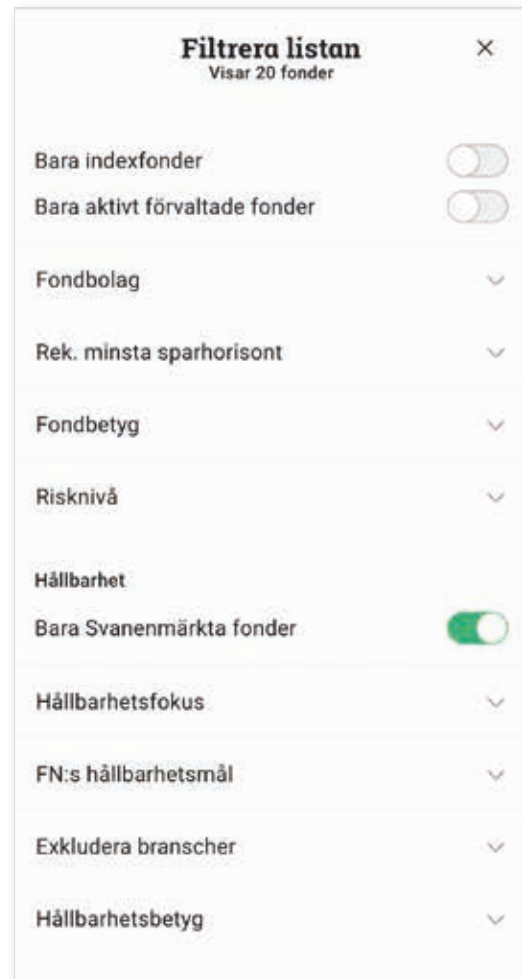 Filtrera listan
Visar 20 fonder
Bara indexfonder
Bara aktivt förvaltade fonder
Fondbolag
Rek. minsta sparhorisont
Fondbetyg
Risknivå
Hållbarhet
Bara Svanenmärkta fonder
Hållbarhetsfokus
FN:s hållbarhetsmål
Exkludera branscher
Hållbarhetsbetyg